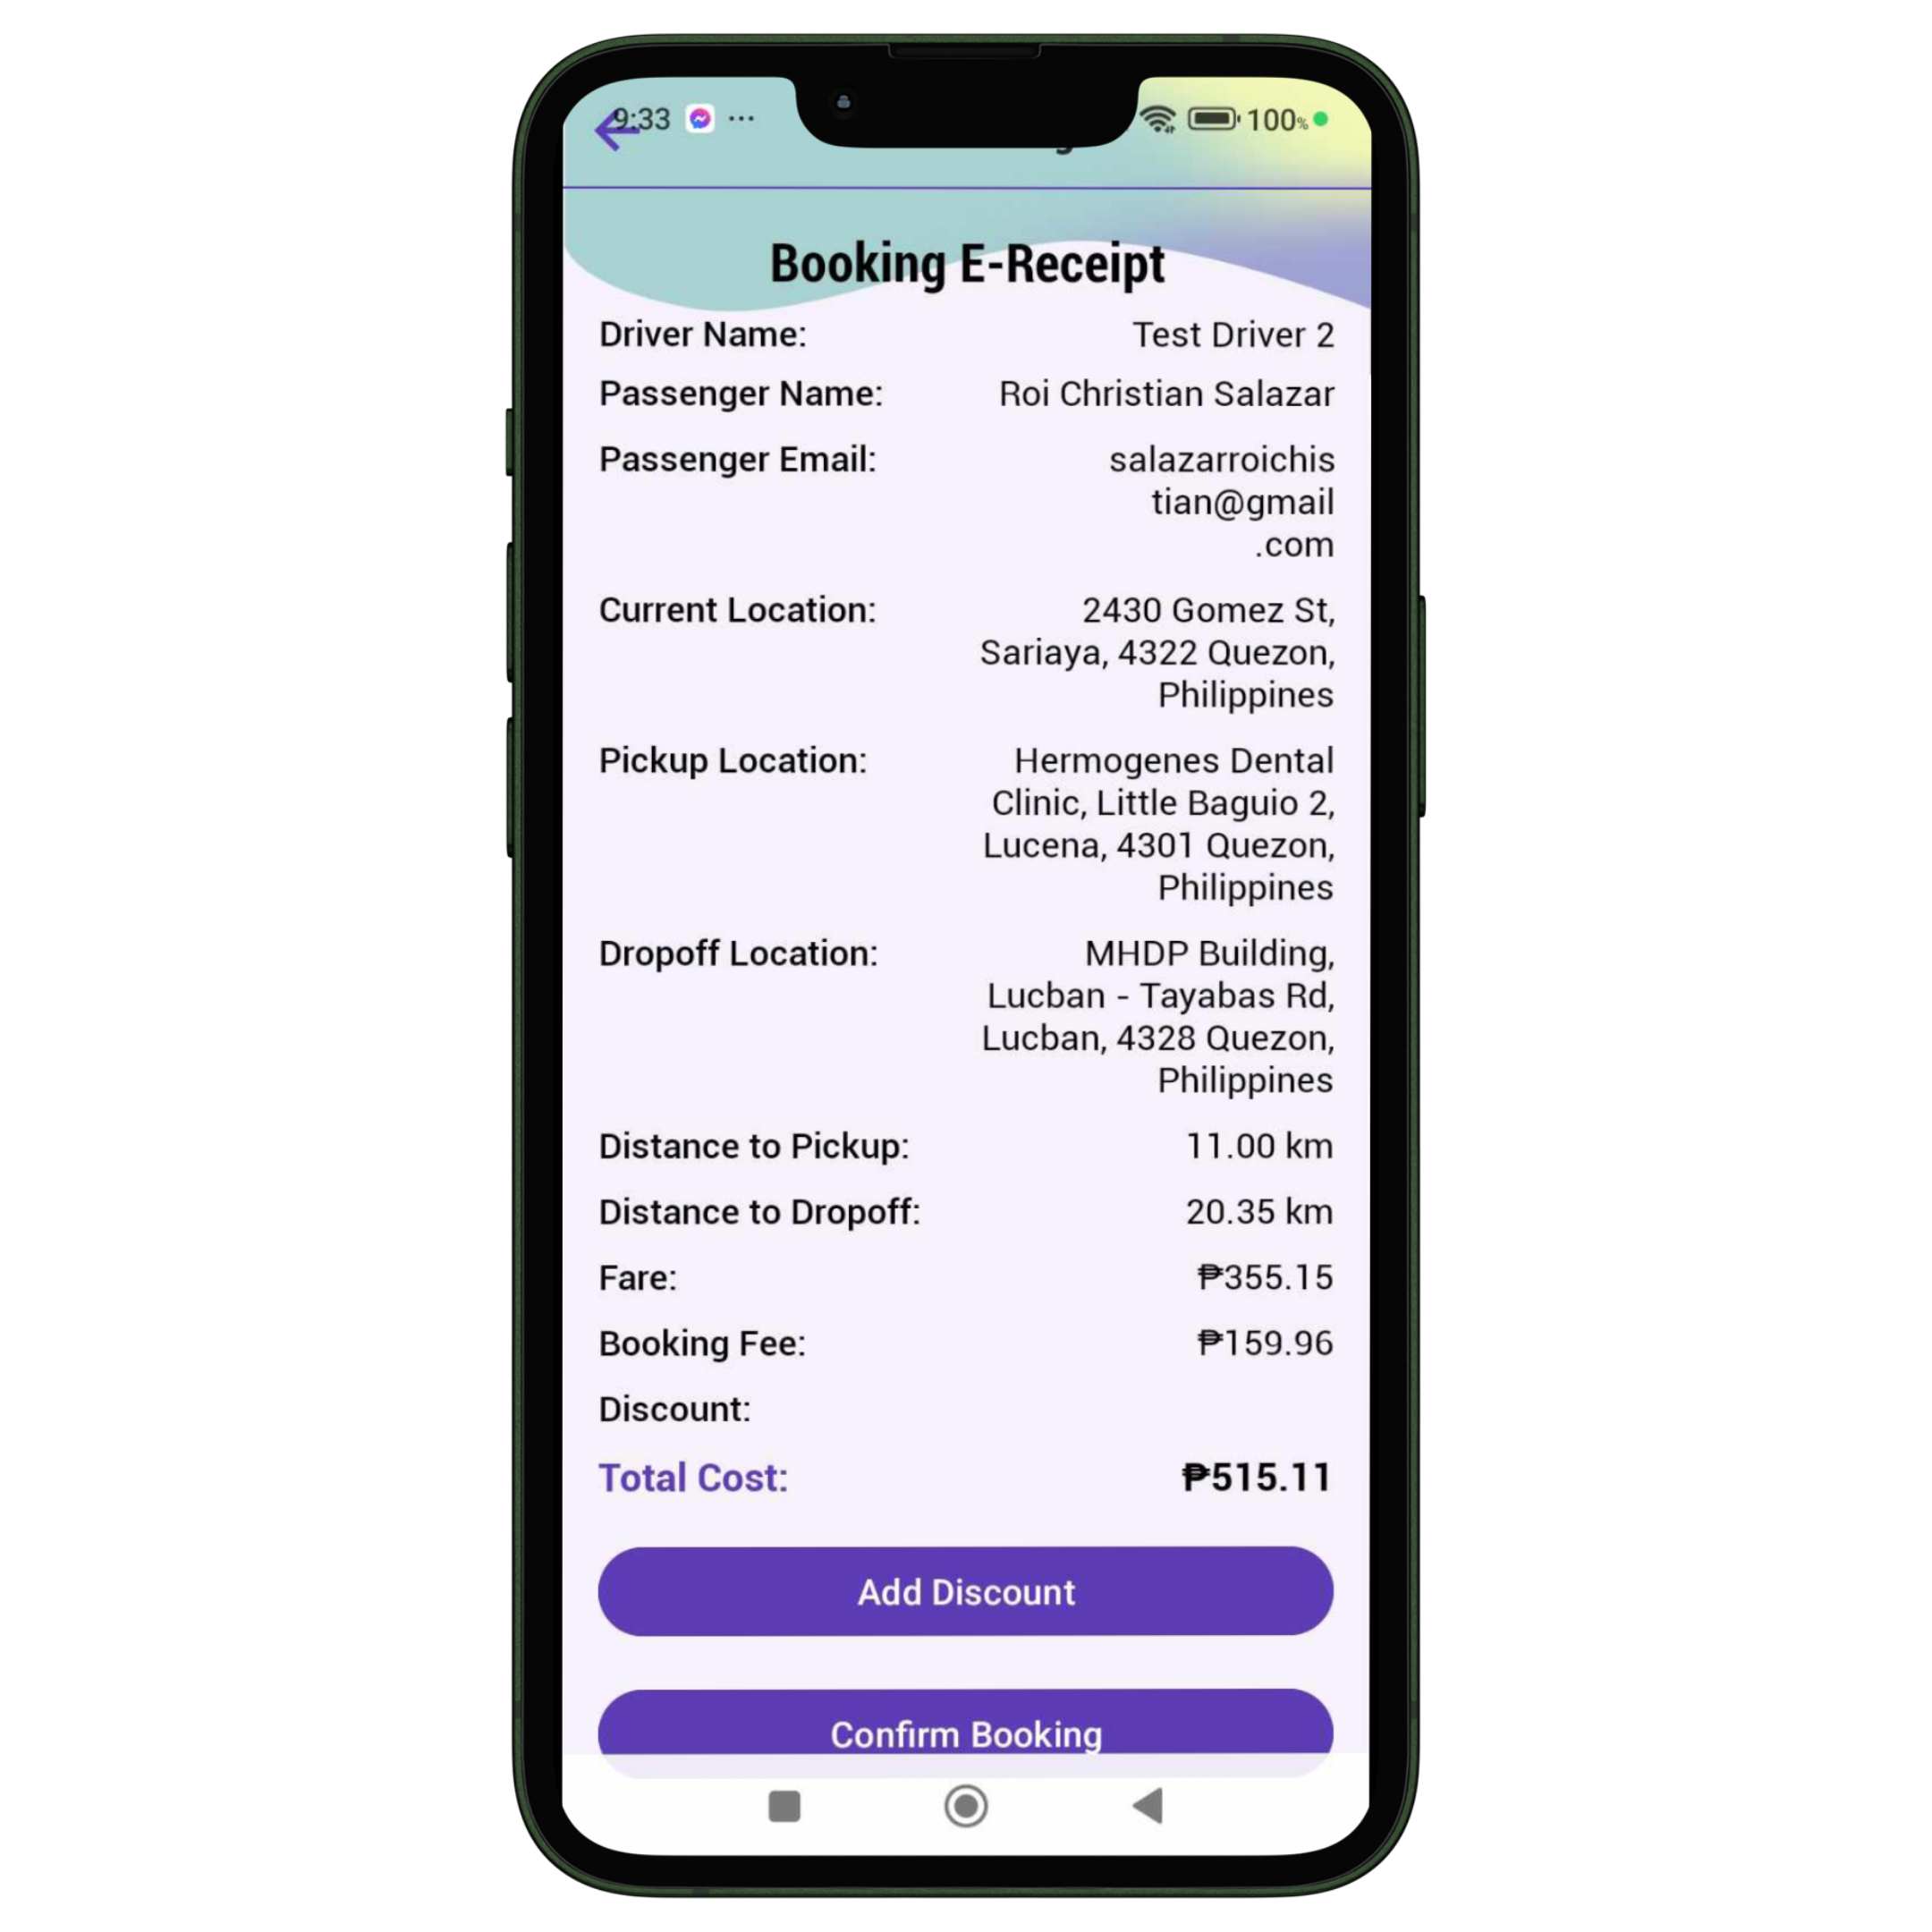 9:33 ... 100%
Booking E-Receipt
Driver Name: Test Driver 2
Passenger Name: Roi Christian Salazar
Passenger Email: salazarroichis
tian@gmail
.com
Current Location: 2430 Gomez St,
Sariaya, 4322 Quezon,
Philippines
Pickup Location: Hermogenes Dental
Clinic, Little Baguio 2,
Lucena, 4301 Quezon,
Philippines
Dropoff Location: MHDP Building,
Lucban - Tayabas Rd,
Lucban, 4328 Quezon,
Philippines
Distance to Pickup: 11.00 km
Distance to Dropoff: 20.35 km
Fare: ₱355.15
Booking Fee: ₱159.96
Discount:
Total Cost: ₱515.11
Add Discount
Confirm Booking